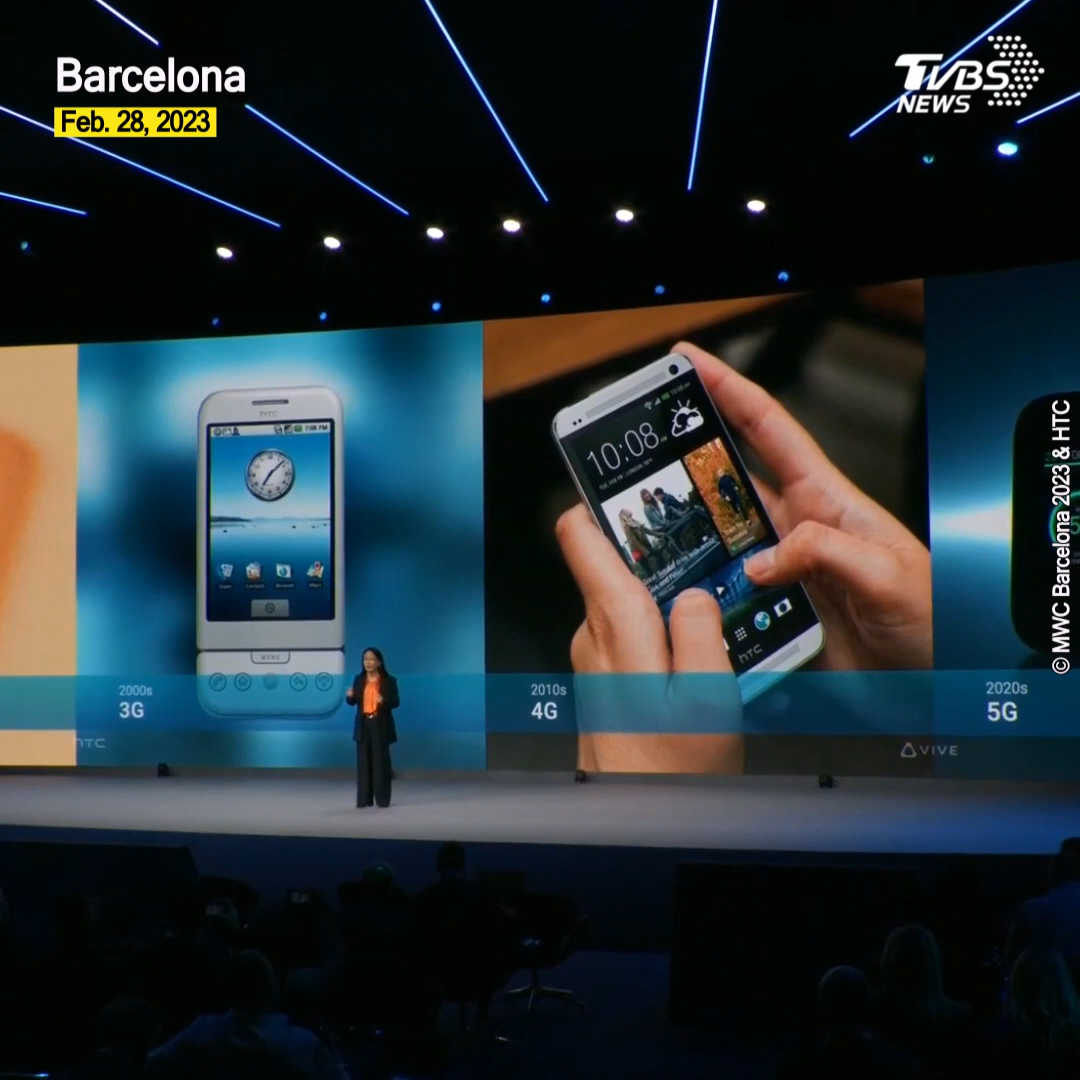 Barcelona
Feb. 28, 2023
TVBS
NEWS
© MWC Barcelona 2023 & HTC
hTC
MENU
10:08
hTC
2000s
3G
2010s
4G
2020s
5G
hTC
VIVE